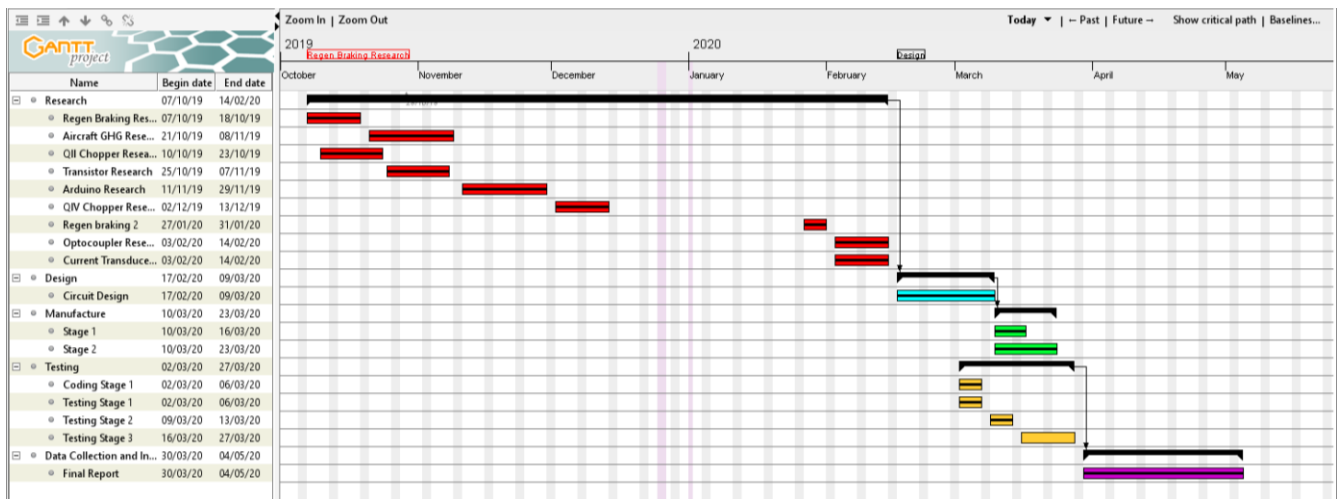 Zoom In | Zoom Out
Today ▼ | ← Past | Future → Show critical path | Baselines...
GANTT project
2019 2020
Regen Braking Research Design
Name Begin date End date
October November December January February March April May
Research 07/10/19 14/02/20
Regen Braking Res... 07/10/19 18/10/19
Aircraft GHG Rese... 21/10/19 08/11/19
QII Chopper Resea... 10/10/19 23/10/19
Transistor Research 25/10/19 07/11/19
Arduino Research 11/11/19 29/11/19
QIV Chopper Rese... 02/12/19 13/12/19
Regen braking 2 27/01/20 31/01/20
Optocoupler Rese... 03/02/20 14/02/20
Current Transduce... 03/02/20 14/02/20
Design 17/02/20 09/03/20
Circuit Design 17/02/20 09/03/20
Manufacture 10/03/20 23/03/20
Stage 1 10/03/20 16/03/20
Stage 2 10/03/20 23/03/20
Testing 02/03/20 27/03/20
Coding Stage 1 02/03/20 06/03/20
Testing Stage 1 02/03/20 06/03/20
Testing Stage 2 09/03/20 13/03/20
Testing Stage 3 16/03/20 27/03/20
Data Collection and In... 30/03/20 04/05/20
Final Report 30/03/20 04/05/20